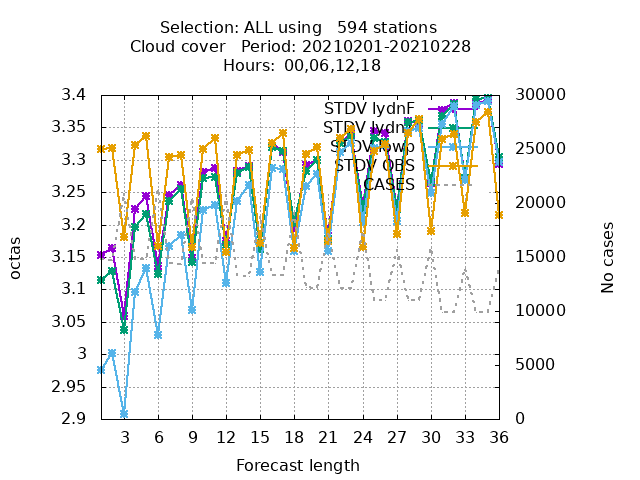 Selection: ALL using   594 stations
Cloud cover   Period: 20210201-20210228
Hours:  00,06,12,18
3.4
3.35
3.3
3.25
3.2
3.15
3.1
3.05
3
2.95
2.9
octas
30000
25000
20000
15000
10000
5000
0
No cases
STDV lydnF
STDV OBS
CASES
3 6 9 12 15 18 21 24 27 30 33 36
Forecast length